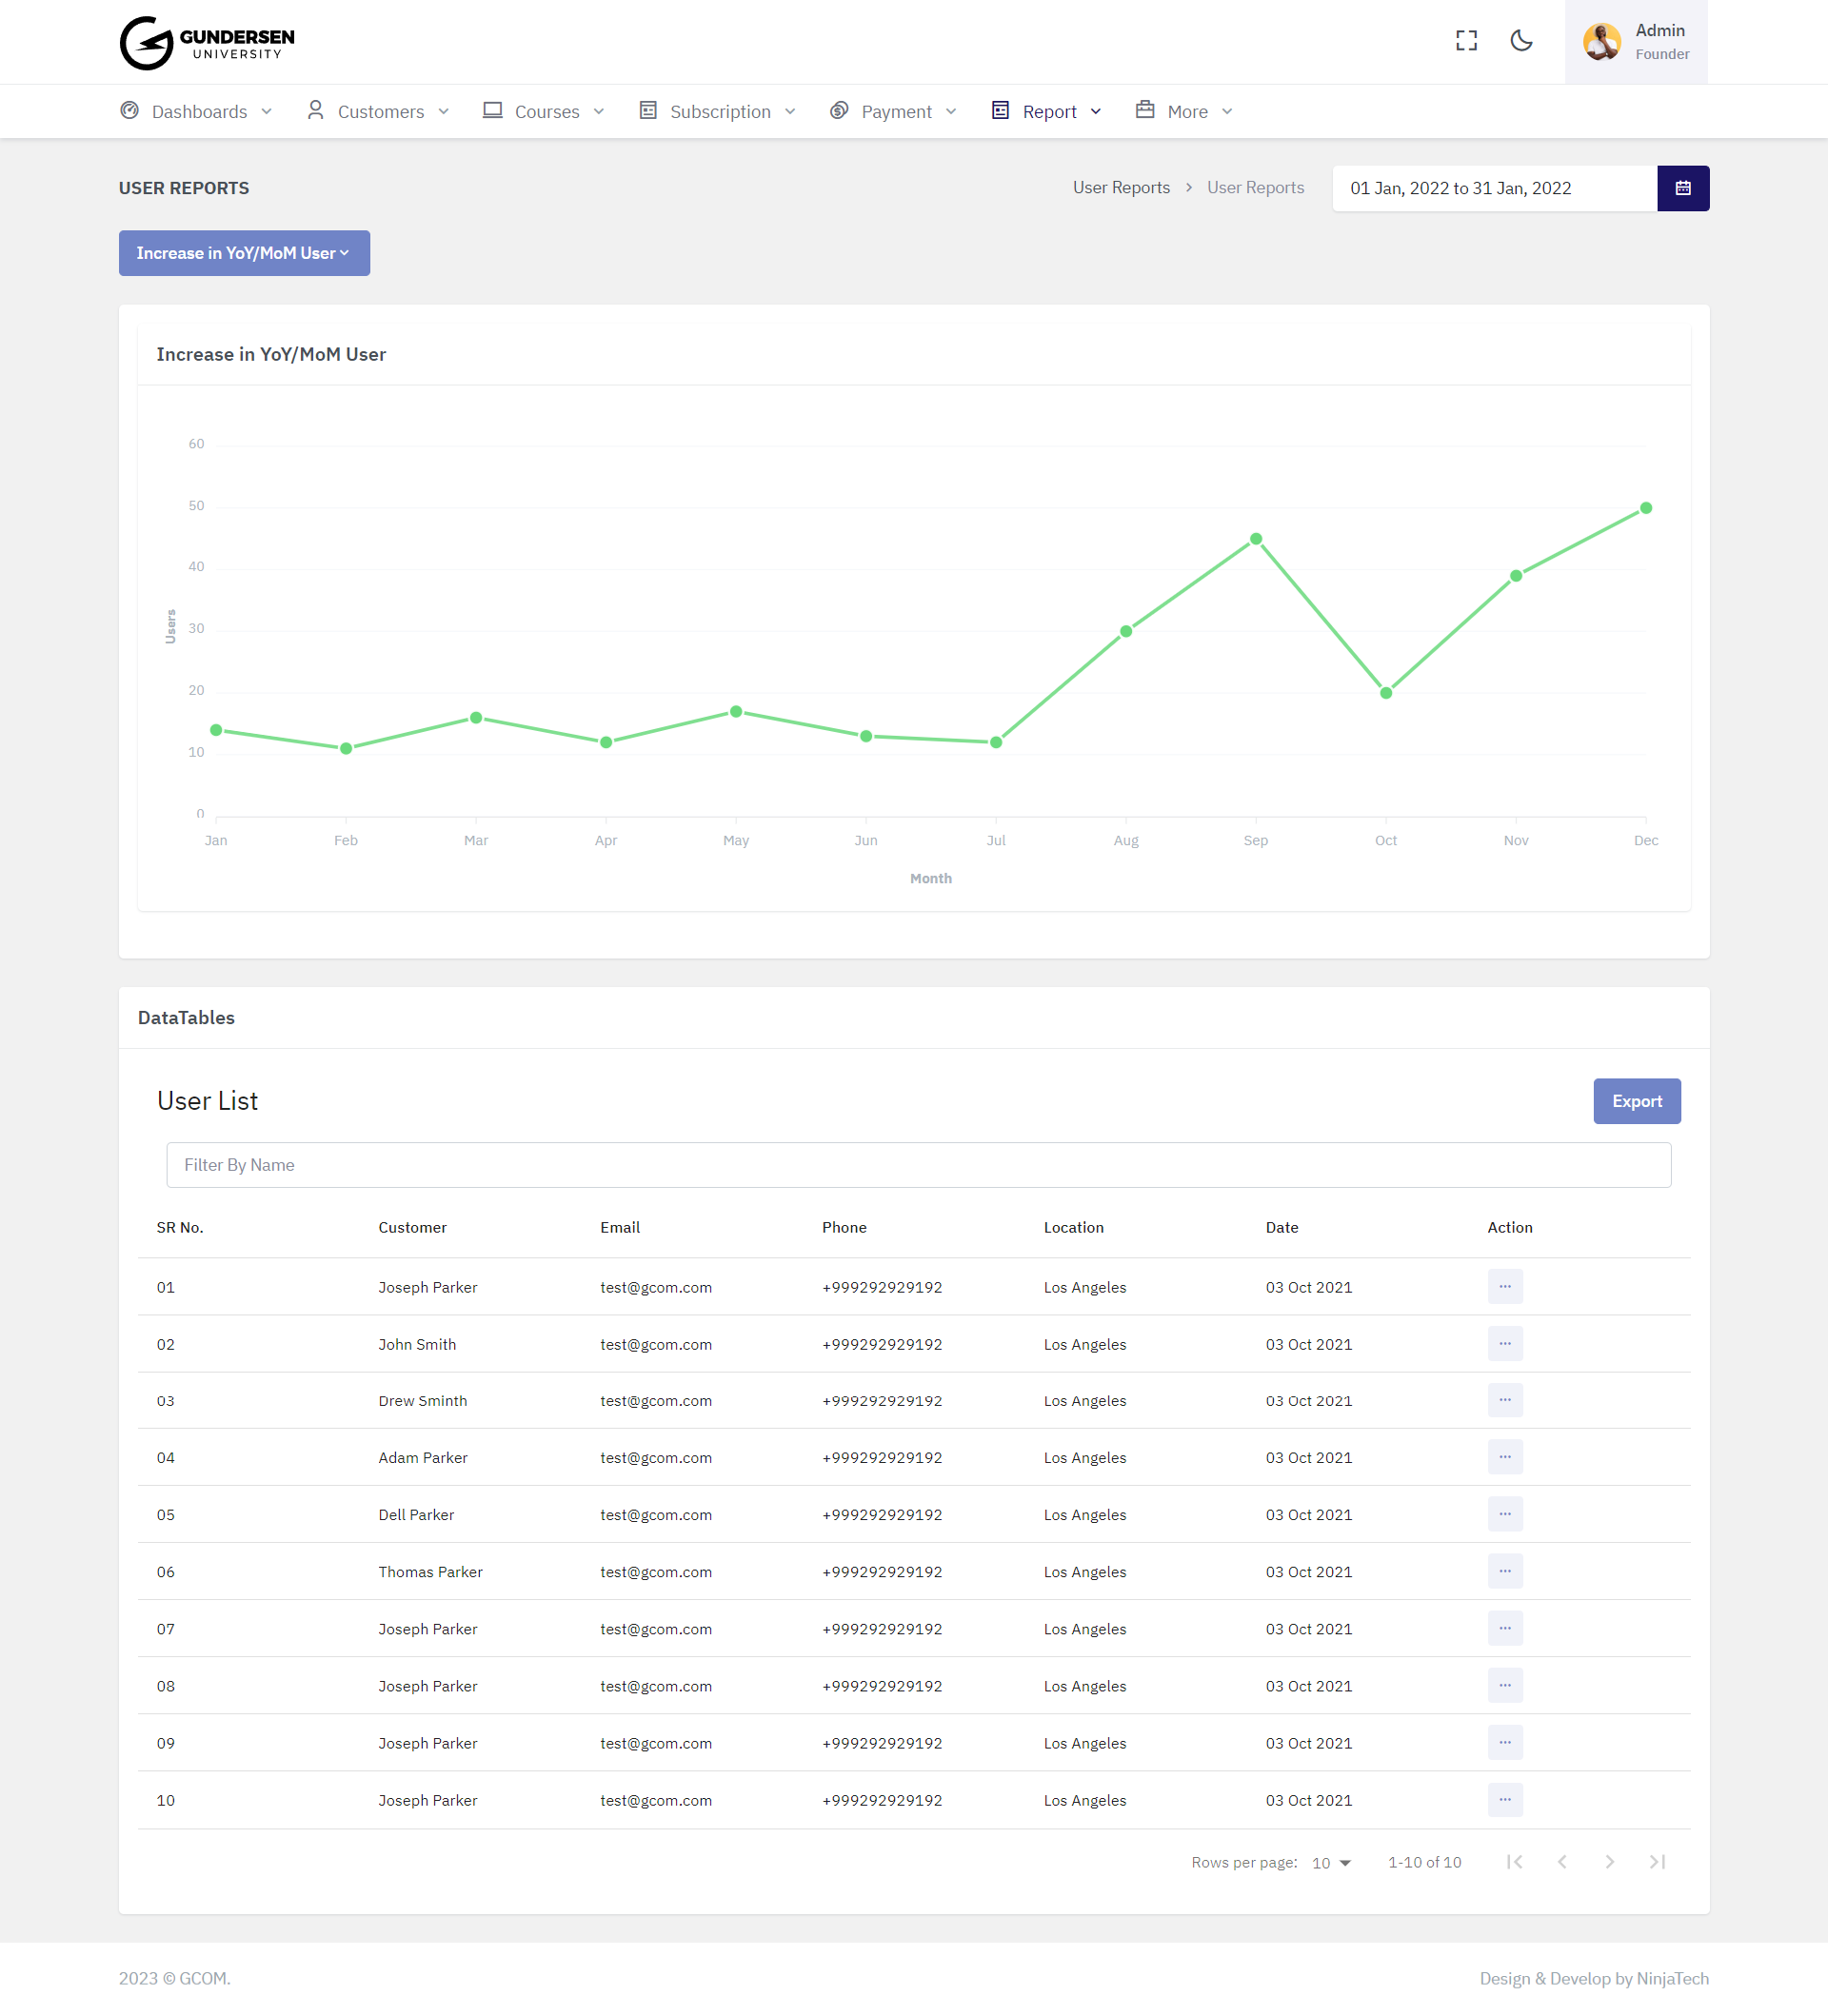 GUNDERSEN
UNIVERSITY
Admin
Founder
Dashboards Customers Courses Subscription Payment Report More
USER REPORTS
User Reports > User Reports
01 Jan, 2022 to 31 Jan, 2022
Increase in YoY/MoM User
Increase in YoY/MoM User
60
50
40
30
20
10
0
Users
Jan Feb Mar Apr May Jun Jul Aug Sep Oct Nov Dec
Month
DataTables
User List
Export
Filter By Name
SR No. Customer Email Phone Location Date Action
01 Joseph Parker test@gcom.com +999292929192 Los Angeles 03 Oct 2021 ...
02 John Smith test@gcom.com +999292929192 Los Angeles 03 Oct 2021 ...
03 Drew Sminth test@gcom.com +999292929192 Los Angeles 03 Oct 2021 ...
04 Adam Parker test@gcom.com +999292929192 Los Angeles 03 Oct 2021 ...
05 Dell Parker test@gcom.com +999292929192 Los Angeles 03 Oct 2021 ...
06 Thomas Parker test@gcom.com +999292929192 Los Angeles 03 Oct 2021 ...
07 Joseph Parker test@gcom.com +999292929192 Los Angeles 03 Oct 2021 ...
08 Joseph Parker test@gcom.com +999292929192 Los Angeles 03 Oct 2021 ...
09 Joseph Parker test@gcom.com +999292929192 Los Angeles 03 Oct 2021 ...
10 Joseph Parker test@gcom.com +999292929192 Los Angeles 03 Oct 2021 ...
Rows per page: 10 1-10 of 10
2023 © GCOM.
Design & Develop by NinjaTech